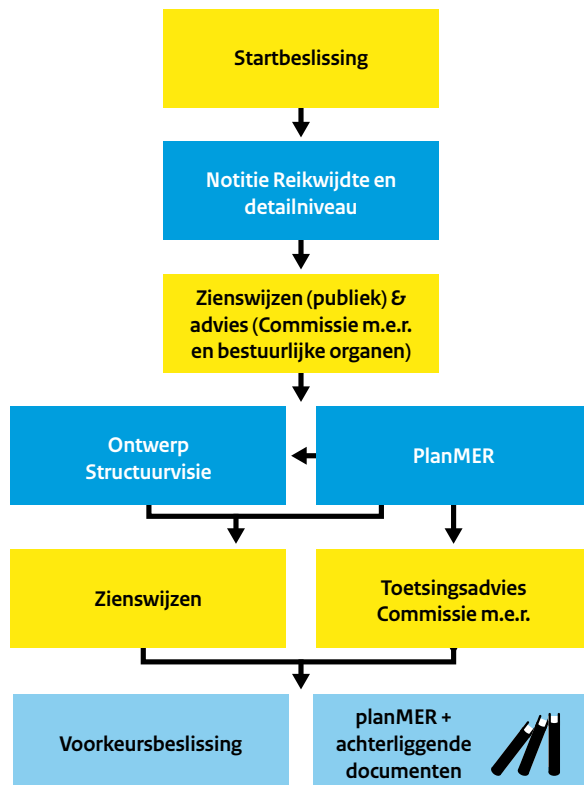 Startbeslissing
Notitie Reikwijdte en
detailniveau
Zienswijzen (publiek) &
advies (Commissie m.e.r.
en bestuurlijke organen)
Ontwerp
Structuurvisie
PlanMER
Zienswijzen
Toetsingsadvies
Commissie m.e.r.
Voorkeursbeslissing
planMER +
achterliggende
documenten